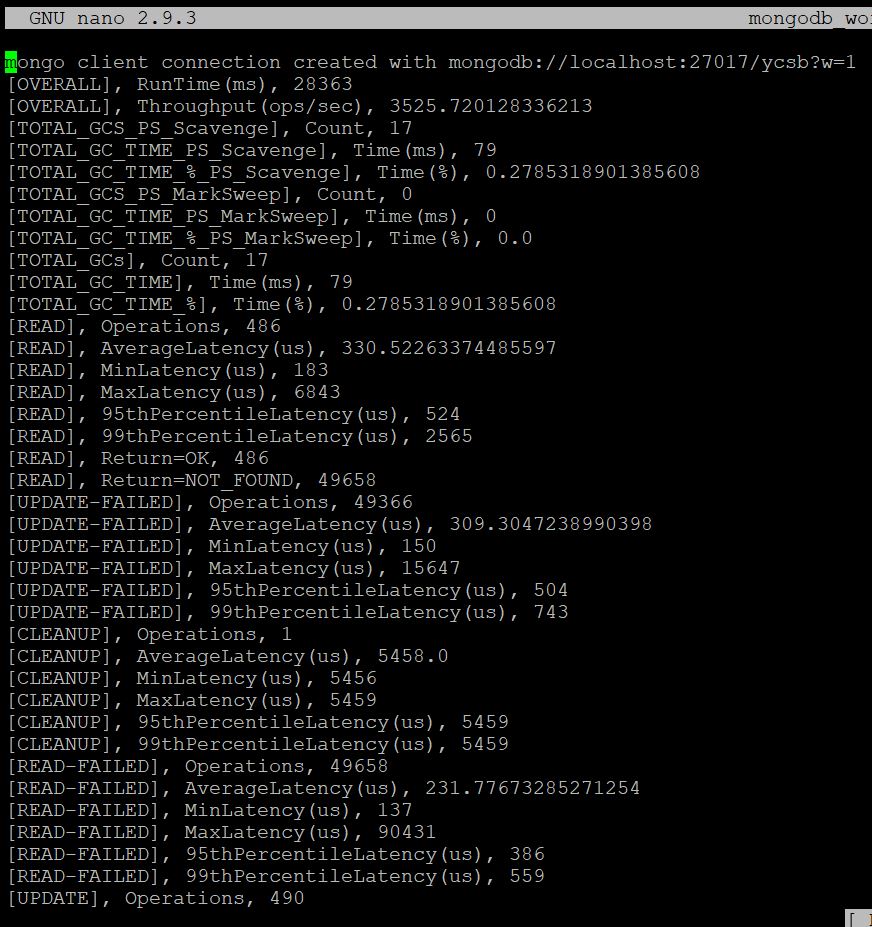 GNU nano 2.9.3 mongodb_wo
mongo client connection created with mongodb://localhost:27017/ycsb?w=1
[OVERALL], RunTime(ms), 28363
[OVERALL], Throughput(ops/sec), 3525.720128336213
[TOTAL_GCS_PS_Scavenge], Count, 17
[TOTAL_GC_TIME_PS_Scavenge], Time(ms), 79
[TOTAL_GC_TIME_%_PS_Scavenge], Time(%), 0.2785318901385608
[TOTAL_GCS_PS_MarkSweep], Count, 0
[TOTAL_GC_TIME_PS_MarkSweep], Time(ms), 0
[TOTAL_GC_TIME_%_PS_MarkSweep], Time(%), 0.0
[TOTAL_GCs], Count, 17
[TOTAL_GC_TIME], Time(ms), 79
[TOTAL_GC_TIME_%], Time(%), 0.2785318901385608
[READ], Operations, 486
[READ], AverageLatency(us), 330.52263374485597
[READ], MinLatency(us), 183
[READ], MaxLatency(us), 6843
[READ], 95thPercentileLatency(us), 524
[READ], 99thPercentileLatency(us), 2565
[READ], Return=OK, 486
[READ], Return=NOT_FOUND, 49658
[UPDATE-FAILED], Operations, 49366
[UPDATE-FAILED], AverageLatency(us), 309.3047238990398
[UPDATE-FAILED], MinLatency(us), 150
[UPDATE-FAILED], MaxLatency(us), 15647
[UPDATE-FAILED], 95thPercentileLatency(us), 504
[UPDATE-FAILED], 99thPercentileLatency(us), 743
[CLEANUP], Operations, 1
[CLEANUP], AverageLatency(us), 5458.0
[CLEANUP], MinLatency(us), 5456
[CLEANUP], MaxLatency(us), 5459
[CLEANUP], 95thPercentileLatency(us), 5459
[CLEANUP], 99thPercentileLatency(us), 5459
[READ-FAILED], Operations, 49658
[READ-FAILED], AverageLatency(us), 231.77673285271254
[READ-FAILED], MinLatency(us), 137
[READ-FAILED], MaxLatency(us), 90431
[READ-FAILED], 95thPercentileLatency(us), 386
[READ-FAILED], 99thPercentileLatency(us), 559
[UPDATE], Operations, 490
[